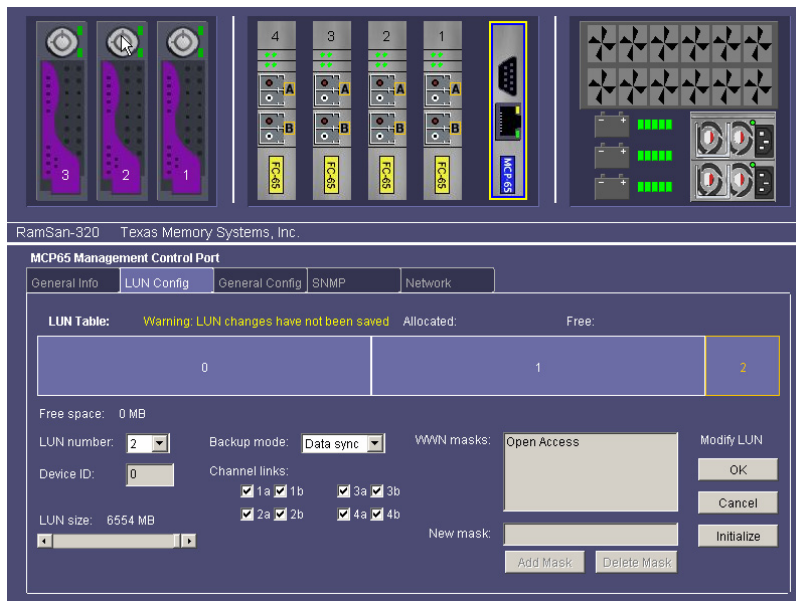 4 3 2 1
A A A A
B B B B
3 2 1
FC-65 FC-65 FC-65 FC-65 MCP-65
- +
- +
- +
RamSan-320 Texas Memory Systems, Inc.
MCP65 Management Control Port
General Info LUN Config General Config SNMP Network
LUN Table: Warning: LUN changes have not been saved Allocated: Free:
0 1 2
Free space: 0 MB
LUN number: 2 Backup mode: Data sync WWN masks: Open Access Modify LUN
Device ID: 0 Channel links: OK
1a 1b 3a 3b
Cancel
LUN size: 6554 MB 2a 2b 4a 4b
New mask: Initialize
Add Mask Delete Mask